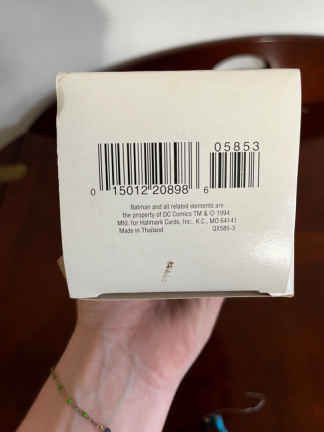 05853
0 15012 20898 6
Batman and all related elements are
the property of DC Comics TM & © 1994
Mfd. for Hallmark Cards, Inc., K.C., MO 64141
Made in Thailand QX585-3